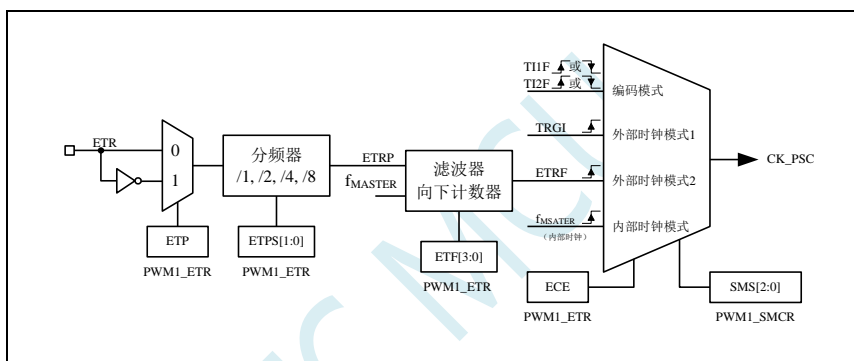 TI1F 或
TI2F 或
编码模式
TRGI
外部时钟模式1
CK_PSC
ETR
0
1
分频器
/1, /2, /4, /8
ETRP
fMASTER
滤波器
向下计数器
ETRF
外部时钟模式2
fMSATER
(内部时钟)
内部时钟模式
ETP
PWM1_ETR
ETPS[1:0]
PWM1_ETR
ETF[3:0]
PWM1_ETR
ECE
PWM1_ETR
SMS[2:0]
PWM1_SMCR
MCU